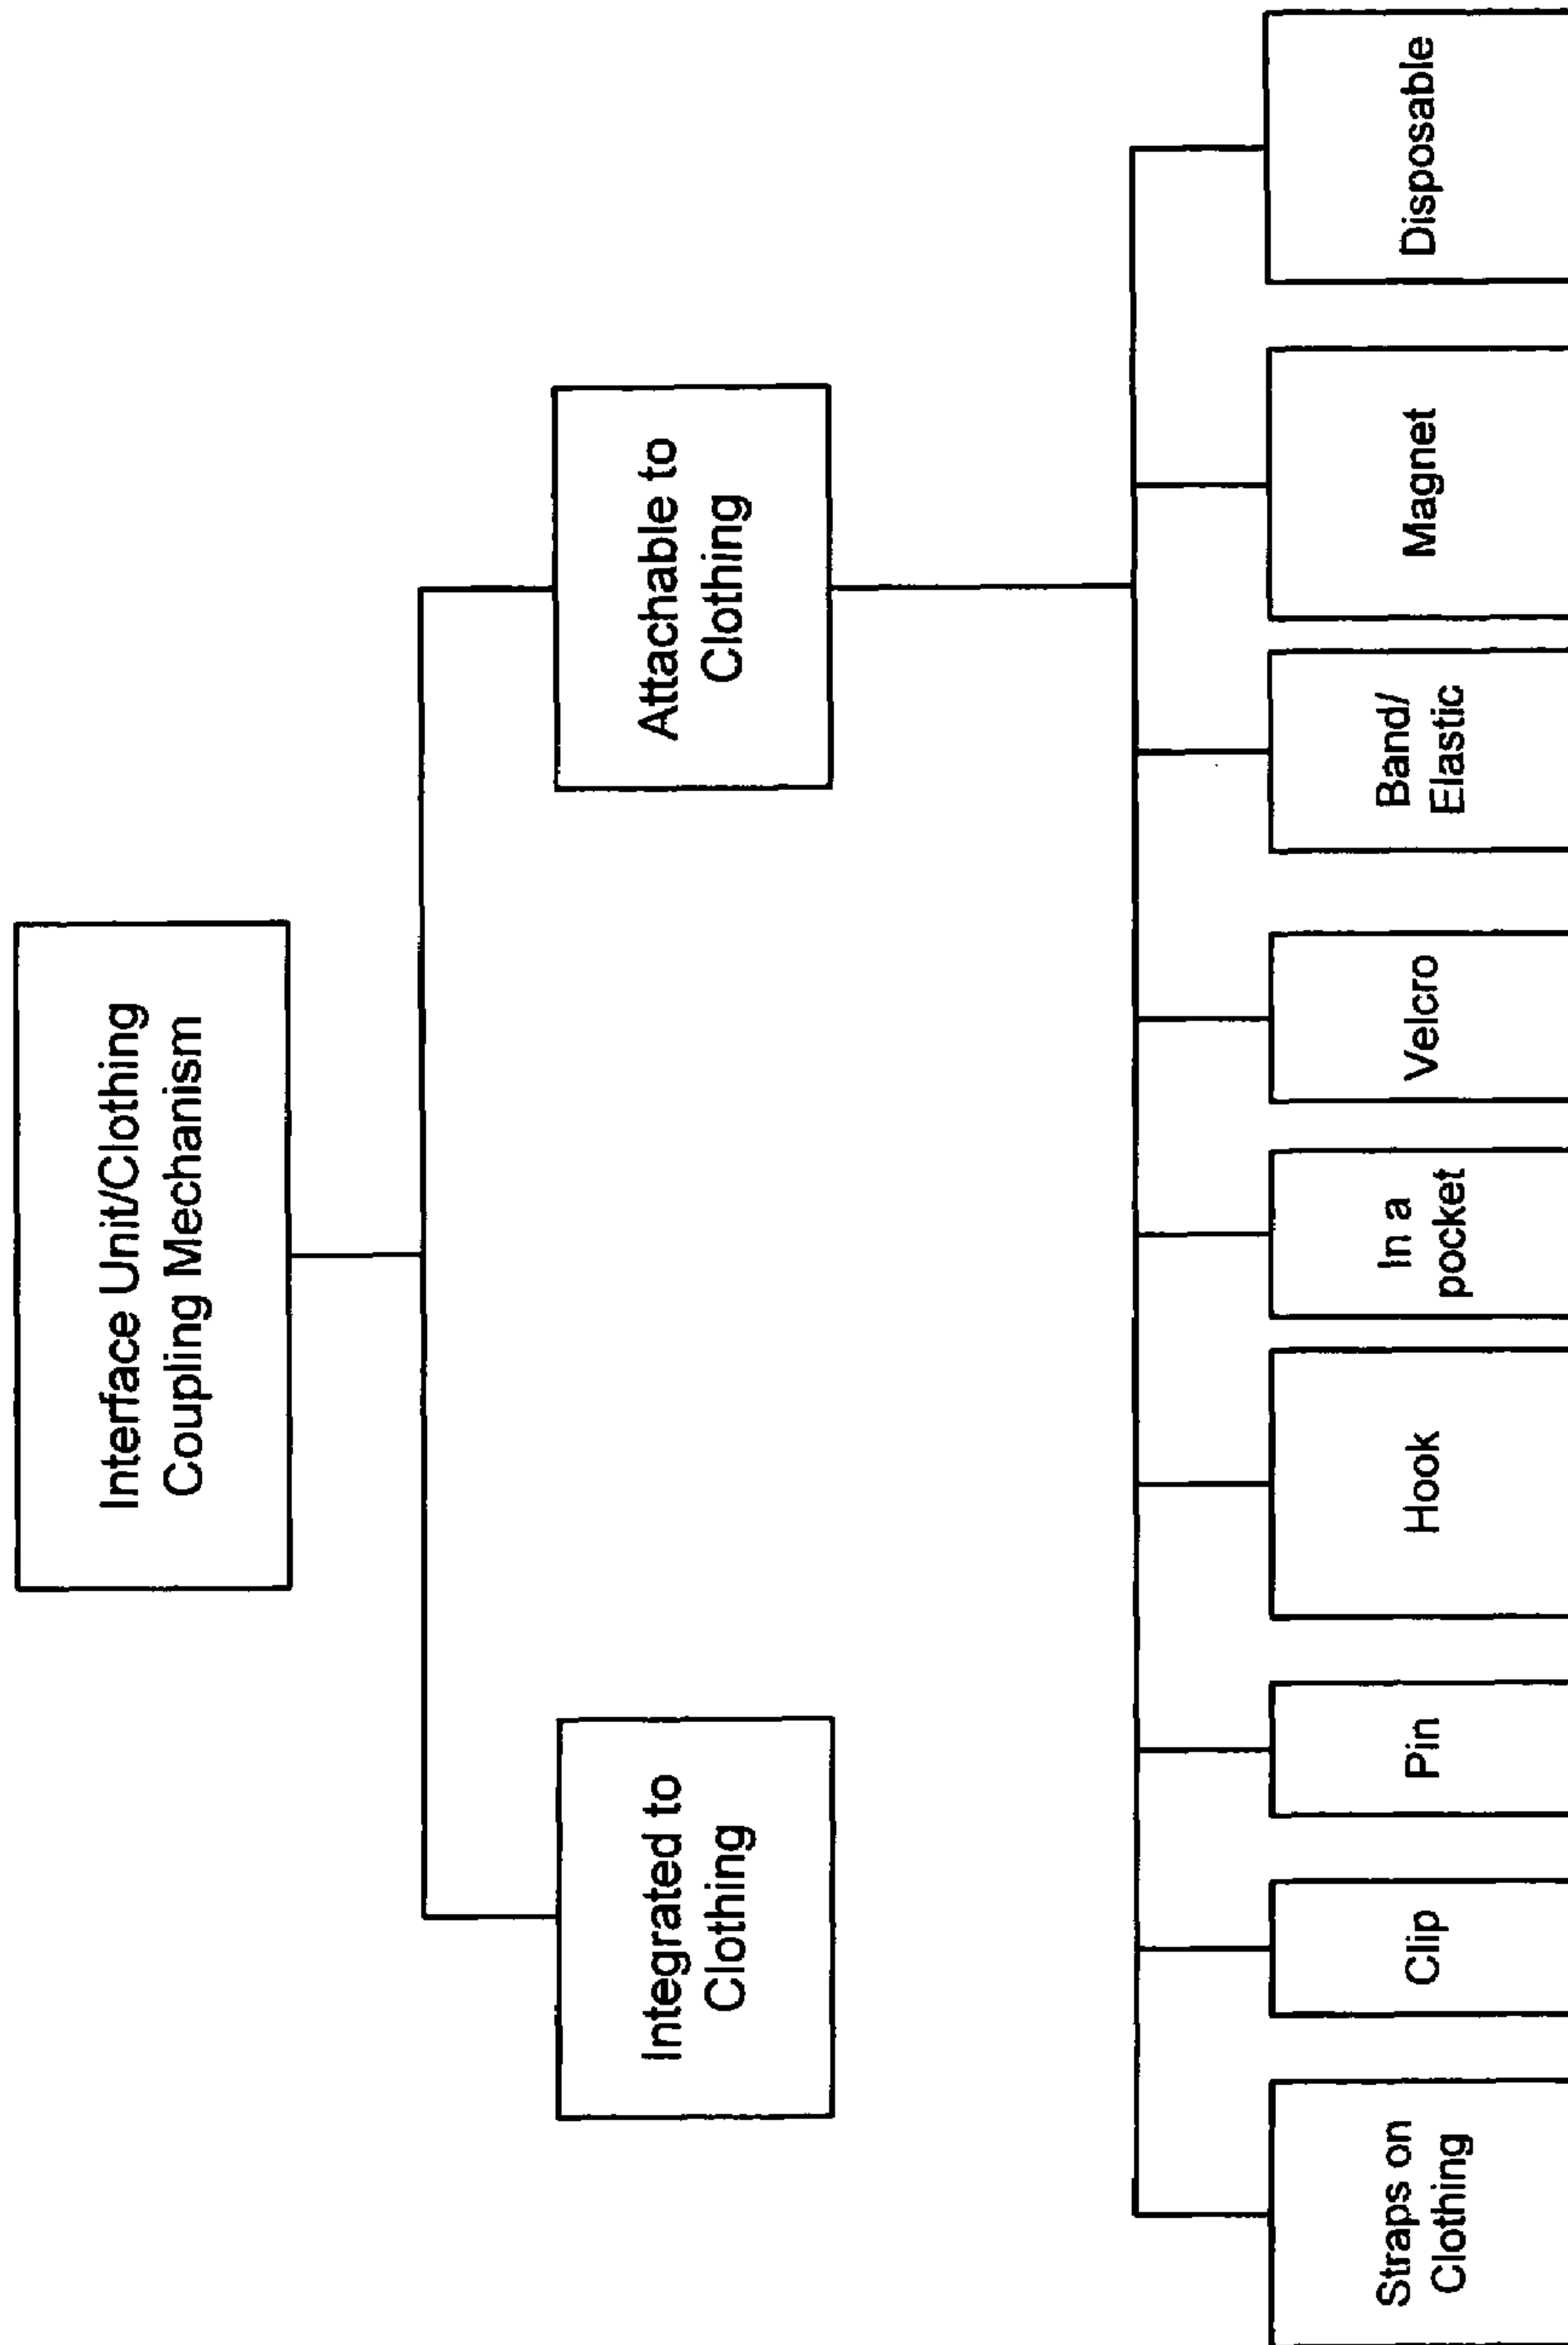 Interface Unit/Clothing
Coupling Mechanism
Integrated to
Clothing
Attachable to
Clothing
Straps on
Clothing
Clip
Pin
Hook
In a
pocket
Velcro
Band/
Elastic
Magnet
Disposable